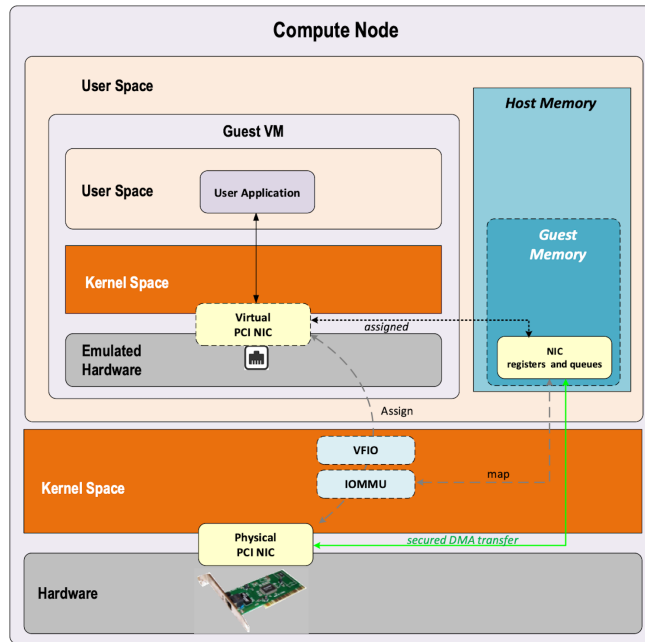 Compute Node
User Space
Host Memory
Guest VM
User Space
User Application
Guest
Memory
Kernel Space
Virtual
PCI NIC
assigned
Emulated
Hardware
NIC
registers and queues
Assign
VFIO
IOMMU
map
Kernel Space
Physical
PCI NIC
secured DMA transfer
Hardware